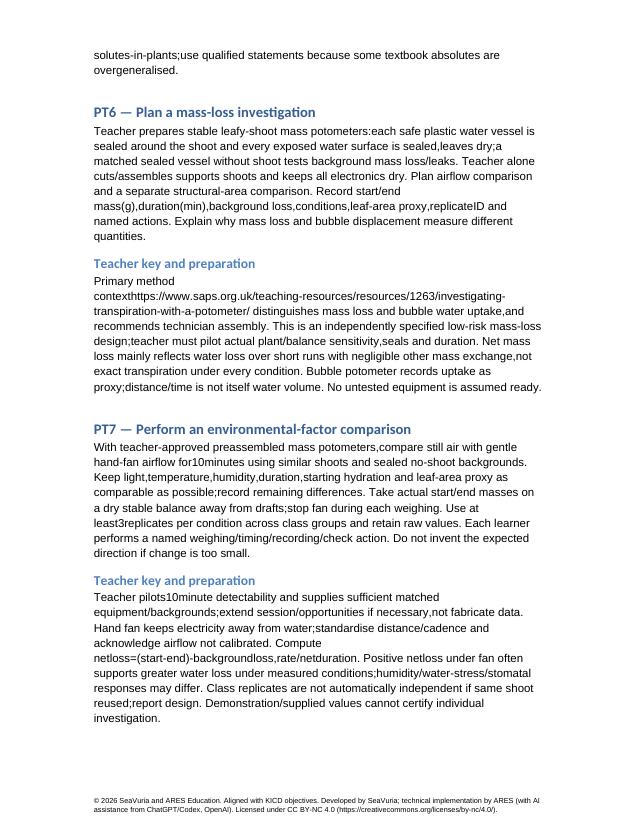 solutes-in-plants;use qualified statements because some textbook absolutes are
overgeneralised.
PT6 — Plan a mass-loss investigation
Teacher prepares stable leafy-shoot mass potometers:each safe plastic water vessel is
sealed around the shoot and every exposed water surface is sealed,leaves dry;a
matched sealed vessel without shoot tests background mass loss/leaks. Teacher alone
cuts/assembles supports shoots and keeps all electronics dry. Plan airflow comparison
and a separate structural-area comparison. Record start/end
mass(g),duration(min),background loss,conditions,leaf-area proxy,replicateID and
named actions. Explain why mass loss and bubble displacement measure different
quantities.
Teacher key and preparation
Primary method
contexthttps://www.saps.org.uk/teaching-resources/resources/1263/investigating-
transpiration-with-a-potometer/ distinguishes mass loss and bubble water uptake,and
recommends technician assembly. This is an independently specified low-risk mass-loss
design;teacher must pilot actual plant/balance sensitivity,seals and duration. Net mass
loss mainly reflects water loss over short runs with negligible other mass exchange,not
exact transpiration under every condition. Bubble potometer records uptake as
proxy;distance/time is not itself water volume. No untested equipment is assumed ready.
PT7 — Perform an environmental-factor comparison
With teacher-approved preassembled mass potometers,compare still air with gentle
hand-fan airflow for10minutes using similar shoots and sealed no-shoot backgrounds.
Keep light,temperature,humidity,duration,starting hydration and leaf-area proxy as
comparable as possible;record remaining differences. Take actual start/end masses on
a dry stable balance away from drafts;stop fan during each weighing. Use at
least3replicates per condition across class groups and retain raw values. Each learner
performs a named weighing/timing/recording/check action. Do not invent the expected
direction if change is too small.
Teacher key and preparation
Teacher pilots10minute detectability and supplies sufficient matched
equipment/backgrounds;extend session/opportunities if necessary,not fabricate data.
Hand fan keeps electricity away from water;standardise distance/cadence and
acknowledge airflow not calibrated. Compute
netloss=(start-end)-backgroundloss,rate/netduration. Positive netloss under fan often
supports greater water loss under measured conditions;humidity/water-stress/stomatal
responses may differ. Class replicates are not automatically independent if same shoot
reused;report design. Demonstration/supplied values cannot certify individual
investigation.
© 2026 SeaVuria and ARES Education. Aligned with KICD objectives. Developed by SeaVuria; technical implementation by ARES (with AI
assistance from ChatGPT/Codex, OpenAI). Licensed under CC BY-NC 4.0 (https://creativecommons.org/licenses/by-nc/4.0/).